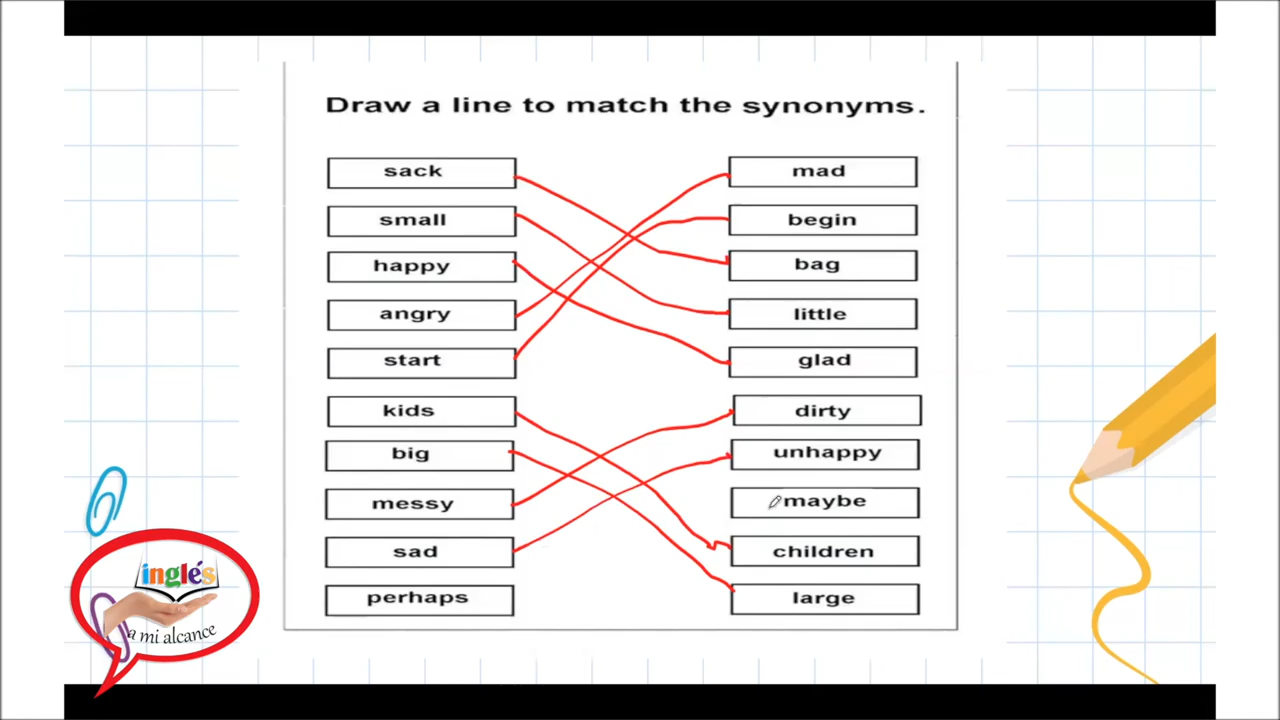 Draw a line to match the synonyms.
sack mad
small begin
happy bag
angry little
start glad
kids dirty
big unhappy
messy maybe
sad children
perhaps large
inglés
a mi alcance